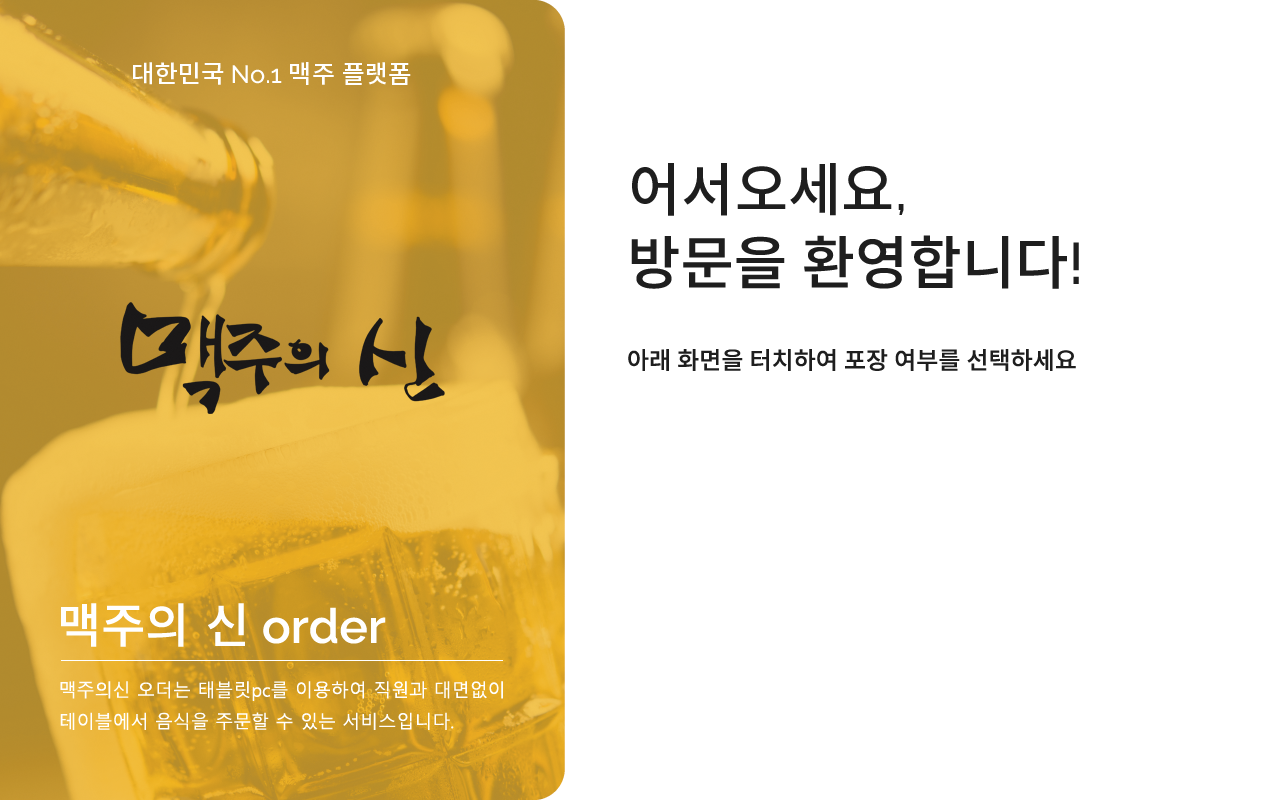 대한민국 No.1 맥주 플랫폼
맥주의 신
맥주의 신 order
맥주의신 오더는 태블릿pc를 이용하여 직원과 대면없이
테이블에서 음식을 주문할 수 있는 서비스입니다.
어서오세요,
방문을 환영합니다!
아래 화면을 터치하여 포장 여부를 선택하세요